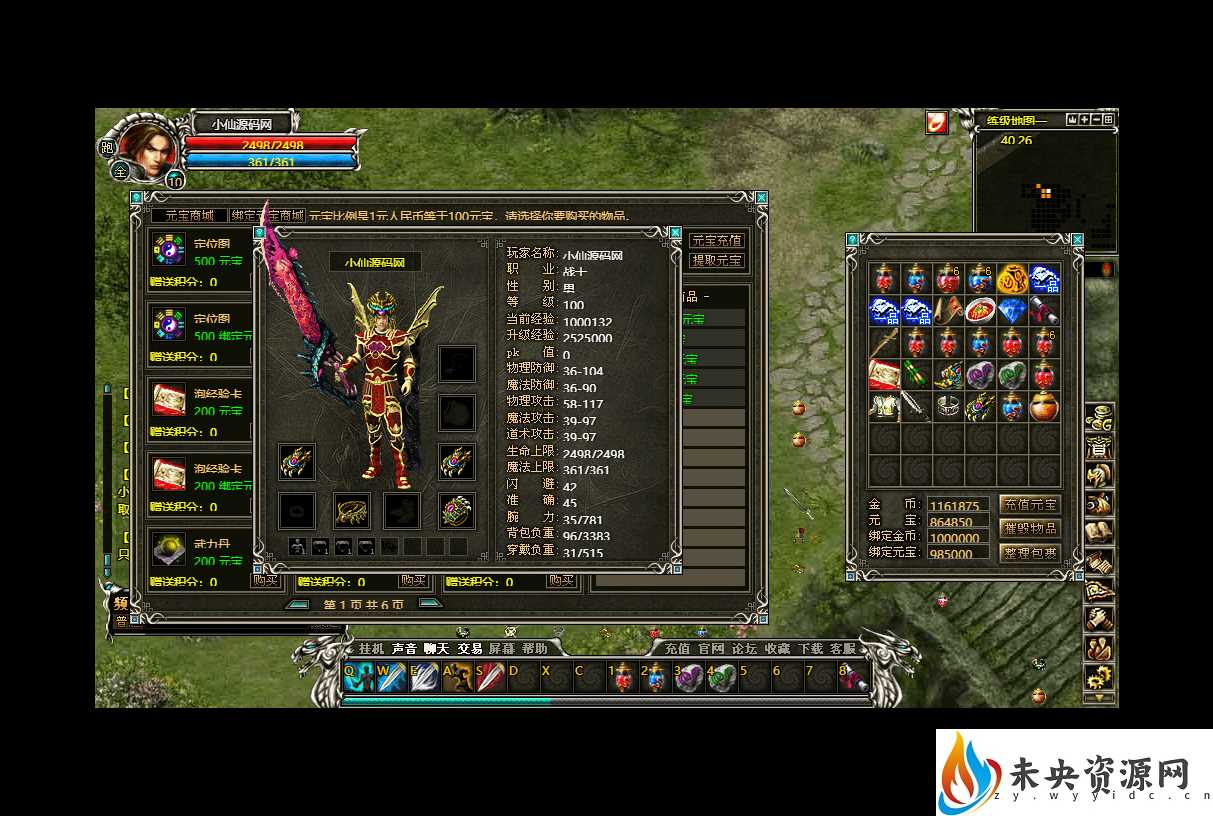 小仙源码网
2498/2498
361/361
跑
全
10
练级地图一
40 26
元宝商城 绑定元宝商城 元宝比例是1元人民币等于100元宝，请选择你要购买的物品。
元宝充值
提取元宝
定位图
500 元宝
赠送积分： 0
定位图
500 绑定元
赠送积分： 0
泡经验卡
200 元宝
赠送积分： 0
泡经验卡
200 绑定元
赠送积分： 0
武力丹
200 元宝
赠送积分： 0 购买
赠送积分： 0 购买
赠送积分： 0 购买
第 1 页 共 6 页
小仙源码网
玩家名称： 小仙源码网
职 业： 战士
性 别： 男
等 级： 100
当前经验： 1000132
升级经验： 2525000
pk 值： 0
物理防御： 36-104
魔法防御： 36-90
物理攻击： 58-117
魔法攻击： 39-97
道术攻击： 39-97
生命上限： 2498/2498
魔法上限： 361/361
闪 避： 42
准 确： 45
腕 力： 35/781
背包负重： 96/3383
穿戴负重： 31/515
品 -
元宝
宝
宝
宝
金 币： 1161875 充值元宝
元 宝： 864850
绑定金币： 1000000 摧毁物品
绑定元宝： 985000 整理包裹
频
普
挂机 声音 聊天 交易 屏幕 帮助
充值 官网 论坛 收藏 下载 客服
Q W E A S D X C 1 2 3 4 5 6 7 8
未央资源网
zy.wyyidc.cn